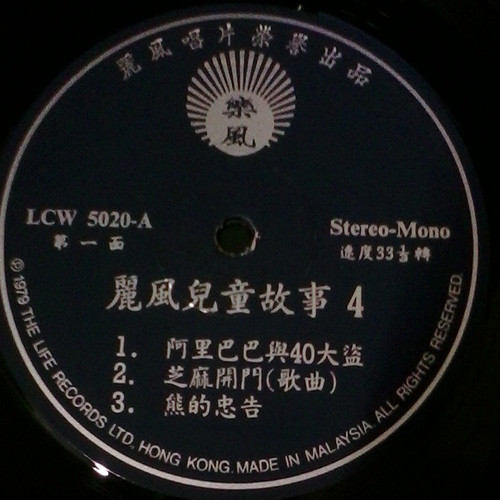 麗風唱片榮譽出品
樂風
LCW 5020-A
第一面
Stereo-Mono
速度33⅓轉
麗風兒童故事 4
1. 阿里巴巴與40大盜
2. 芝麻開門(歌曲)
3. 熊的忠告
℗ 1979 THE LIFE RECORDS LTD. HONG KONG. MADE IN MALAYSIA. ALL RIGHTS RESERVED.